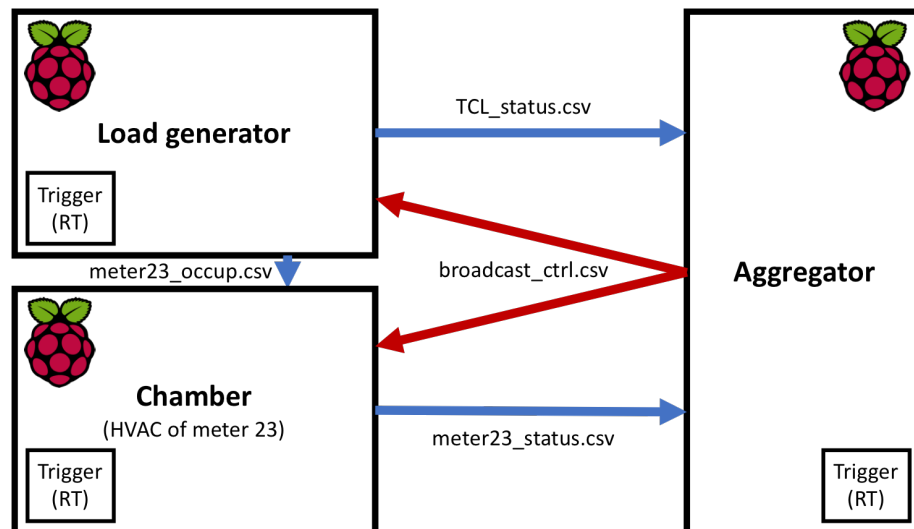 Load generator
Trigger
(RT)
TCL_status.csv
meter23_occup.csv
broadcast_ctrl.csv
Aggregator
Chamber
(HVAC of meter 23)
meter23_status.csv
Trigger
(RT)
Trigger
(RT)